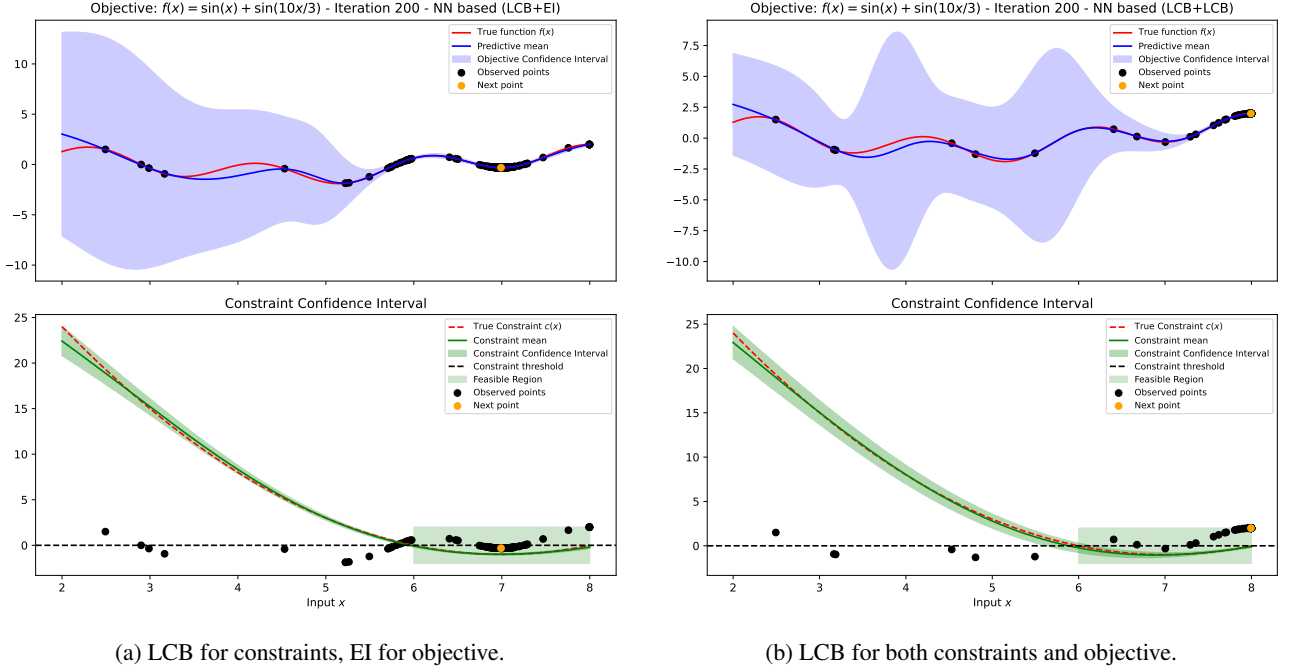 Objective: f(x) = sin(x) + sin(10x/3) - Iteration 200 - NN based (LCB+EI)
True function f(x)
Predictive mean
Objective Confidence Interval
Observed points
Next point
10
5
0
−5
−10
Constraint Confidence Interval
True Constraint c(x)
Constraint mean
Constraint Confidence Interval
Constraint threshold
Feasible Region
Observed points
Next point
25
20
15
10
5
0
2 3 4 5 6 7 8
Input x
(a) LCB for constraints, EI for objective.
Objective: f(x) = sin(x) + sin(10x/3) - Iteration 200 - NN based (LCB+LCB)
True function f(x)
Predictive mean
Objective Confidence Interval
Observed points
Next point
7.5
5.0
2.5
0.0
−2.5
−5.0
−7.5
−10.0
Constraint Confidence Interval
True Constraint c(x)
Constraint mean
Constraint Confidence Interval
Constraint threshold
Feasible Region
Observed points
Next point
25
20
15
10
5
0
2 3 4 5 6 7 8
Input x
(b) LCB for both constraints and objective.